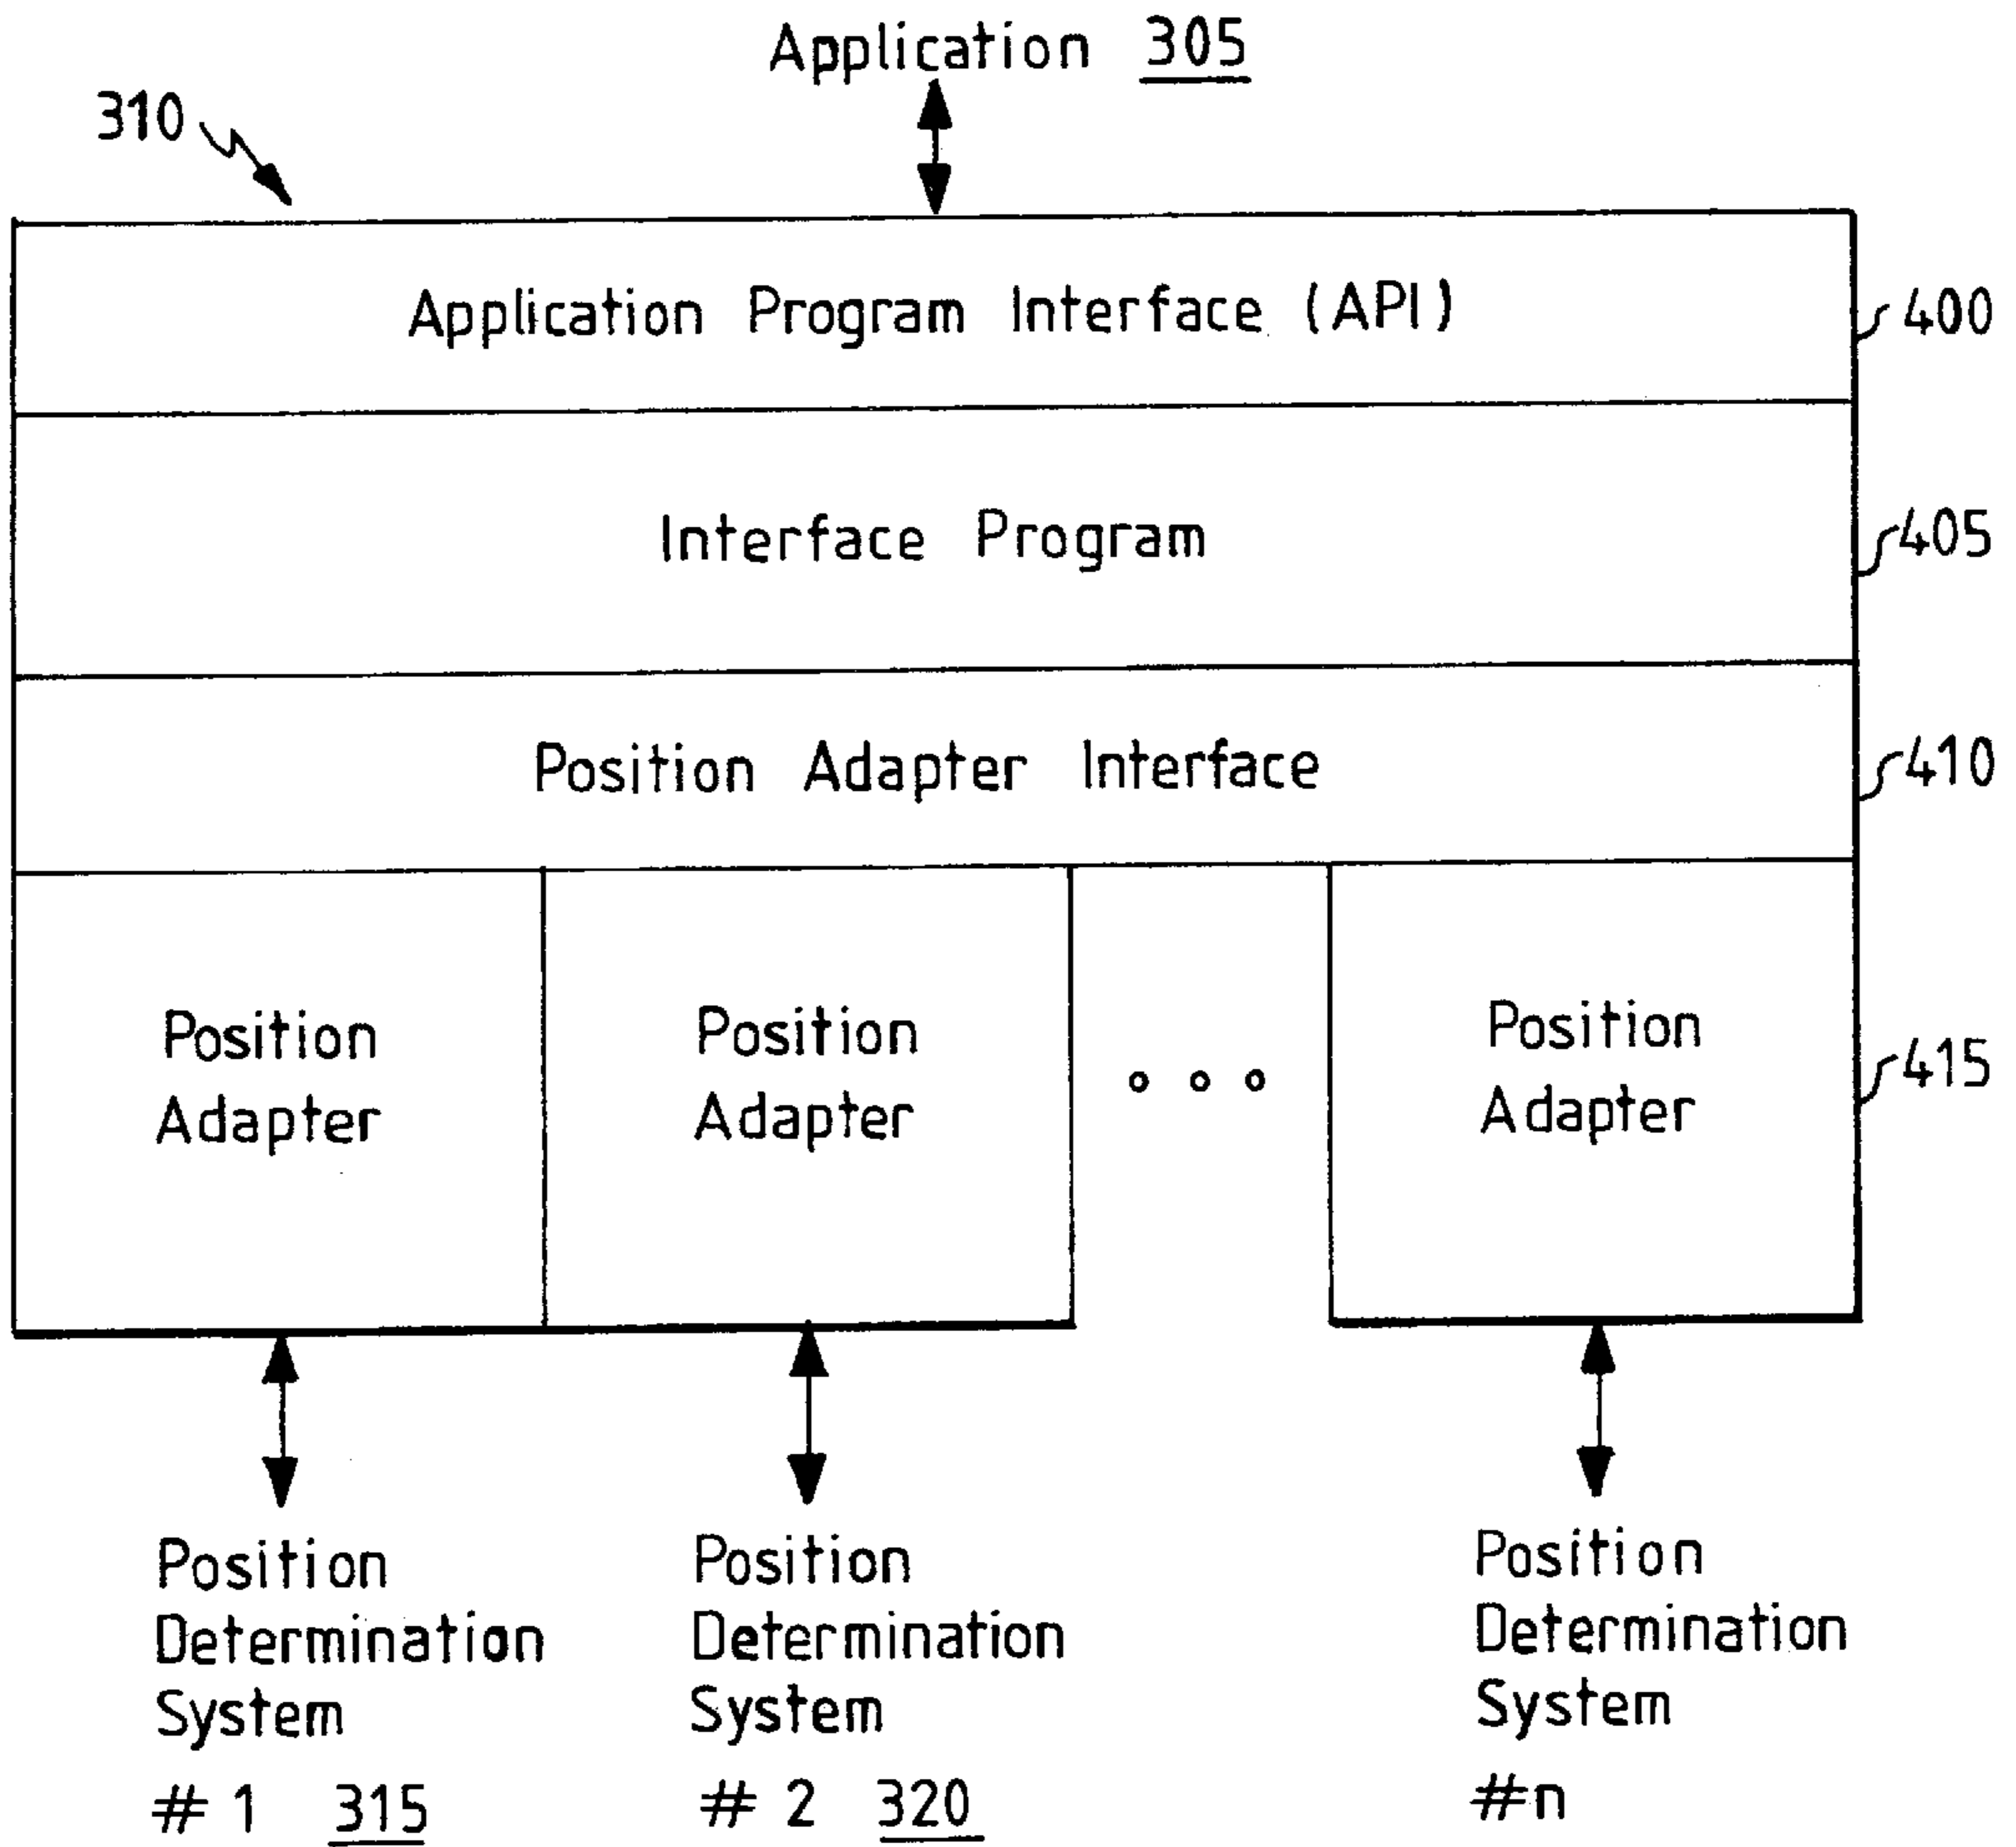 Application 305
310
Application Program Interface (API)
400
Interface Program
405
Position Adapter Interface
410
Position
Adapter
Position
Adapter
Position
Adapter
415
Position
Determination
System
# 1 315
Position
Determination
System
# 2 320
Position
Determination
System
#n